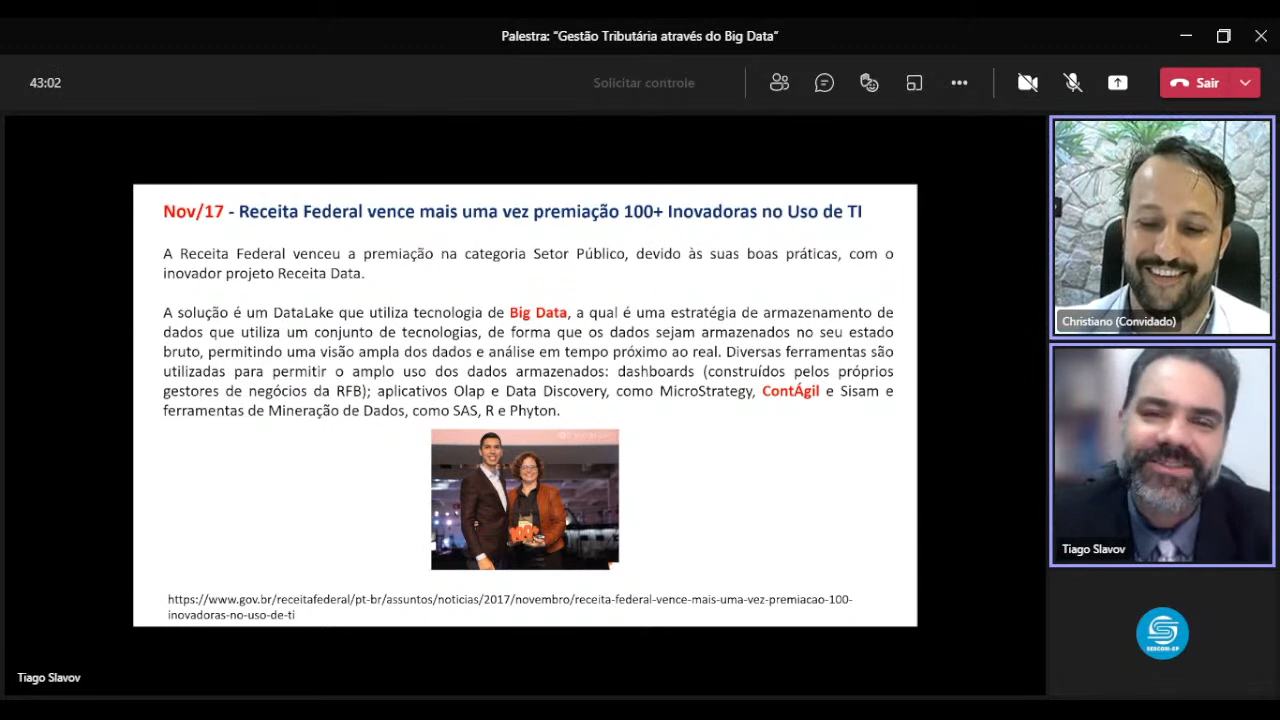 Palestra: “Gestão Tributária através do Big Data”
43:02
Solicitar controle
Sair
Nov/17 - Receita Federal vence mais uma vez premiação 100+ Inovadoras no Uso de TI
A Receita Federal venceu a premiação na categoria Setor Público, devido às suas boas práticas, com o
inovador projeto Receita Data.
A solução é um DataLake que utiliza tecnologia de Big Data, a qual é uma estratégia de armazenamento de
dados que utiliza um conjunto de tecnologias, de forma que os dados sejam armazenados no seu estado
bruto, permitindo uma visão ampla dos dados e análise em tempo próximo ao real. Diversas ferramentas são
utilizadas para permitir o amplo uso dos dados armazenados: dashboards (construídos pelos próprios
gestores de negócios da RFB); aplicativos Olap e Data Discovery, como MicroStrategy, ContÁgil e Sisam e
ferramentas de Mineração de Dados, como SAS, R e Phyton.
100+
https://www.gov.br/receitafederal/pt-br/assuntos/noticias/2017/novembro/receita-federal-vence-mais-uma-vez-premiacao-100-
inovadoras-no-uso-de-ti
Christiano (Convidado)
Tiago Slavov
SESCON-SP
Tiago Slavov